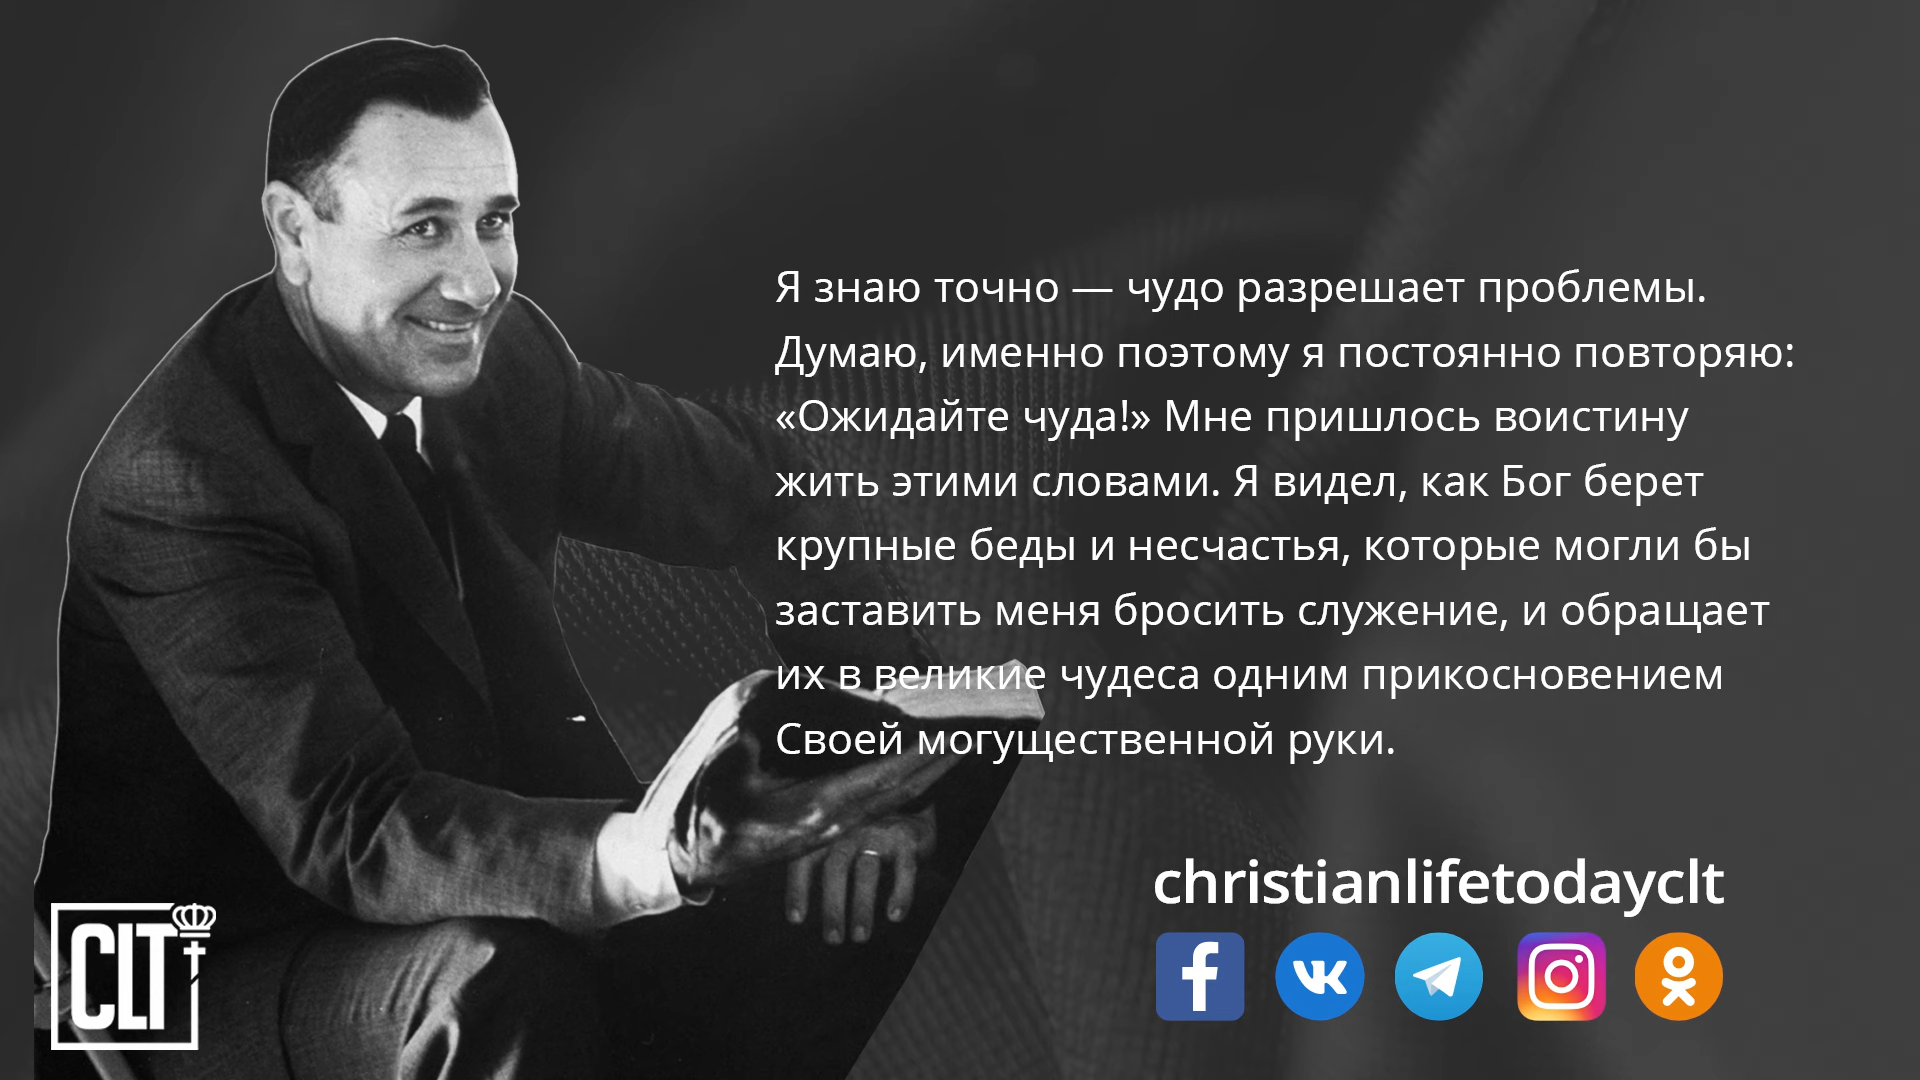 Я знаю точно — чудо разрешает проблемы.
Думаю, именно поэтому я постоянно повторяю:
«Ожидайте чуда!» Мне пришлось воистину
жить этими словами. Я видел, как Бог берет
крупные беды и несчастья, которые могли бы
заставить меня бросить служение, и обращает
их в великие чудеса одним прикосновением
Своей могущественной руки.
christianlifetodayclt
CLT